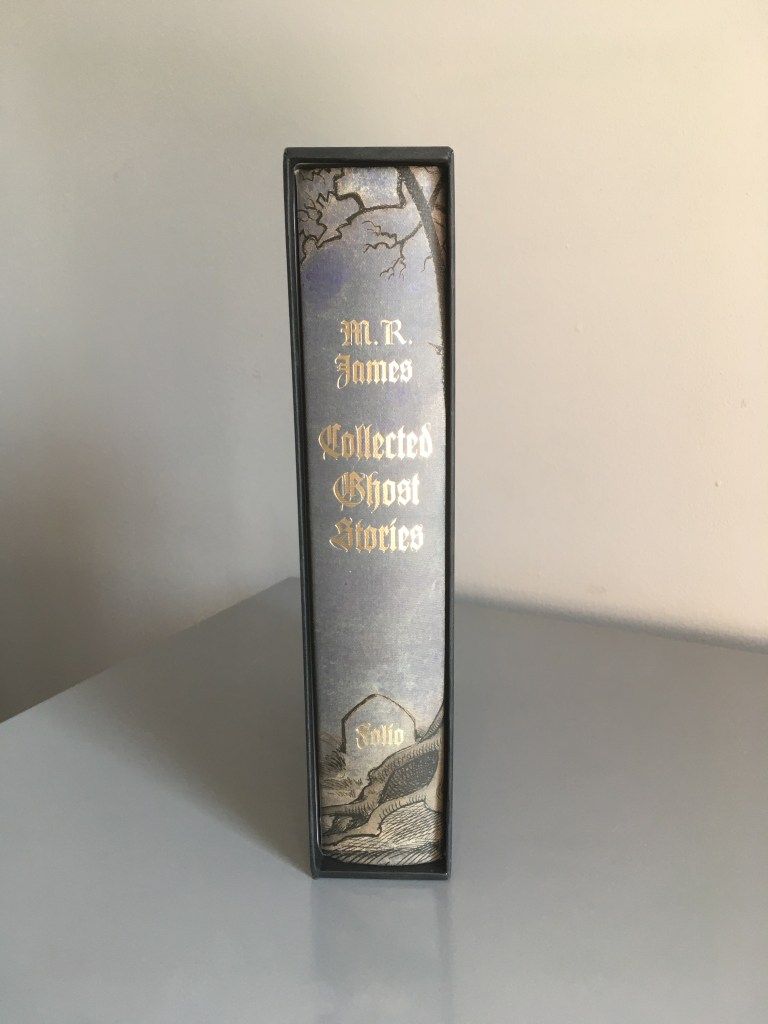 M. R.
James
Collected
Ghost
Stories
Folio